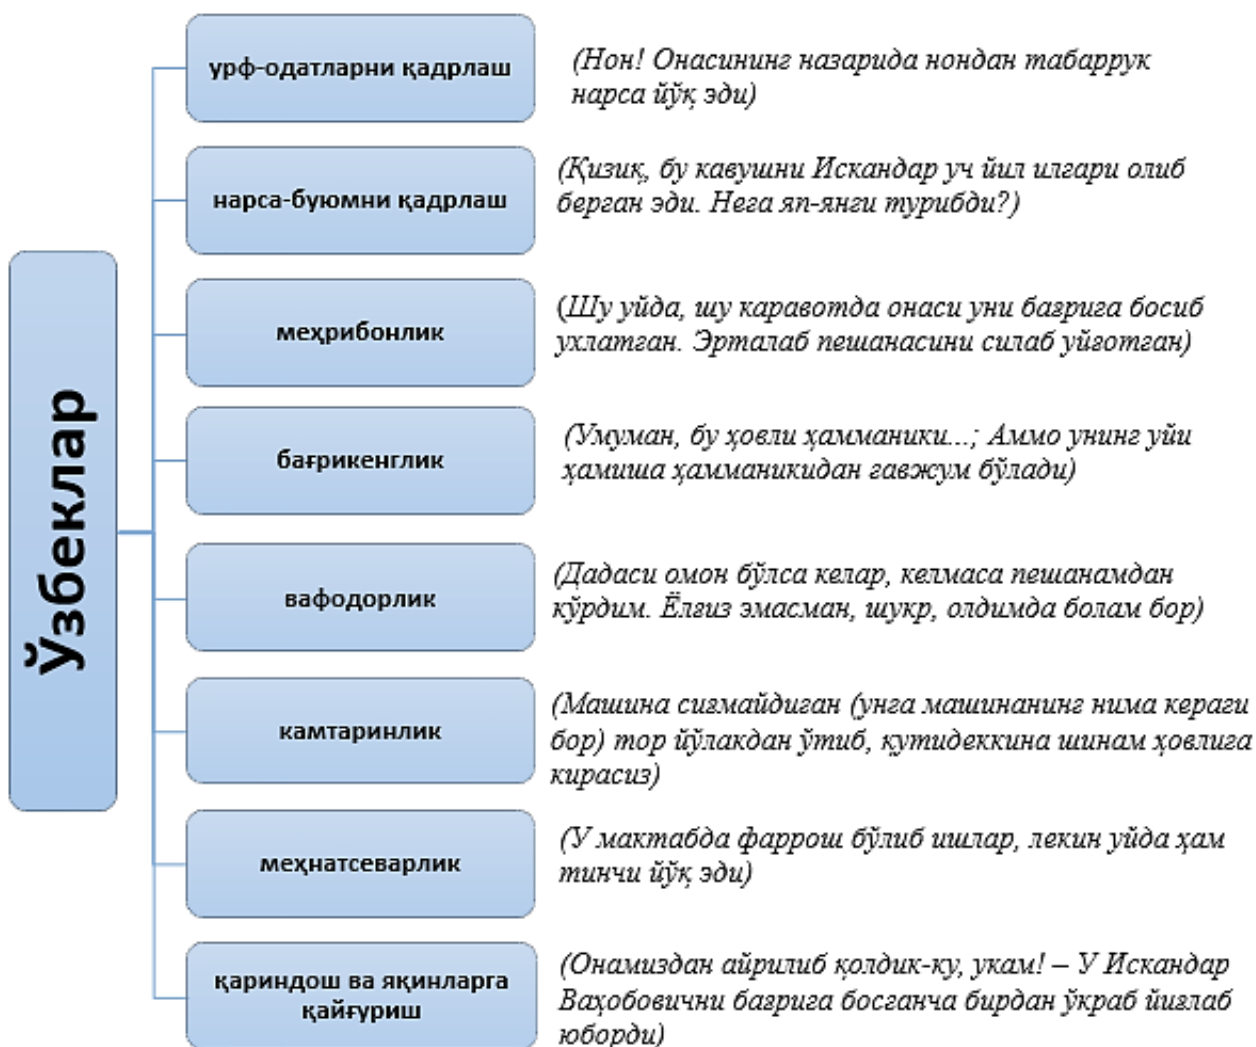 Ўзбеклар
урф-одатларни қадрлаш
(Нон! Онасининг назарида нондан табаррук
нарса йўқ эди)
нарса-буюмни қадрлаш
(Қизиқ, бу кавушни Искандар уч йил илгари олиб
берган эди. Нега яп-янги турибди?)
меҳрибонлик
(Шу уйда, шу каравотда онаси уни бағрига босиб
ухлатган. Эрталаб пешанасини силаб уйғотган)
бағрикенглик
(Умуман, бу ҳовли ҳамманики...; Аммо унинг уйи
ҳамиша ҳамманикидан гавжум бўлади)
вафодорлик
(Дадаси омон бўлса келар, келмаса пешанамдан
кўрдим. Ёлғиз эмасман, шукр, олдимда болам бор)
камтаринлик
(Машина сиғмайдиган (унга машинанинг нима кераги
бор) тор йўлакдан ўтиб, қутидеккина шинам ҳовлига
кирасиз)
меҳнатсеварлик
(У мактабда фаррош бўлиб ишлар, лекин уйда ҳам
тинчи йўқ эди)
қариндош ва яқинларга
қайғуриш
(Онамиздан айрилиб қолдик-ку, укам! – У Искандар
Ваҳобовични бағрига босганча бирдан ўкраб йиғлаб
юборди)